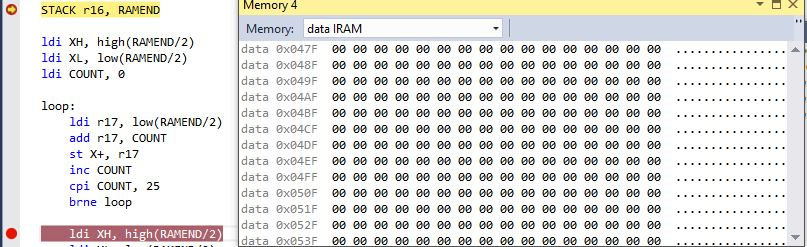 STACK r16, RAMEND
ldi XH, high(RAMEND/2)
ldi XL, low(RAMEND/2)
ldi COUNT, 0
loop:
ldi r17, low(RAMEND/2)
add r17, COUNT
st X+, r17
inc COUNT
cpi COUNT, 25
brne loop
ldi XH, high(RAMEND/2)
Memory 4
Memory: data IRAM
data 0x047F 00 00 00 00 00 00 00 00 00 00 00 00 00 00 00 00 ................
data 0x048F 00 00 00 00 00 00 00 00 00 00 00 00 00 00 00 00 ................
data 0x049F 00 00 00 00 00 00 00 00 00 00 00 00 00 00 00 00 ................
data 0x04AF 00 00 00 00 00 00 00 00 00 00 00 00 00 00 00 00 ................
data 0x04BF 00 00 00 00 00 00 00 00 00 00 00 00 00 00 00 00 ................
data 0x04CF 00 00 00 00 00 00 00 00 00 00 00 00 00 00 00 00 ................
data 0x04DF 00 00 00 00 00 00 00 00 00 00 00 00 00 00 00 00 ................
data 0x04EF 00 00 00 00 00 00 00 00 00 00 00 00 00 00 00 00 ................
data 0x04FF 00 00 00 00 00 00 00 00 00 00 00 00 00 00 00 00 ................
data 0x050F 00 00 00 00 00 00 00 00 00 00 00 00 00 00 00 00 ................
data 0x051F 00 00 00 00 00 00 00 00 00 00 00 00 00 00 00 00 ................
data 0x052F 00 00 00 00 00 00 00 00 00 00 00 00 00 00 00 00 ................
data 0x053F 00 00 00 00 00 00 00 00 00 00 00 00 00 00 00 00 ................